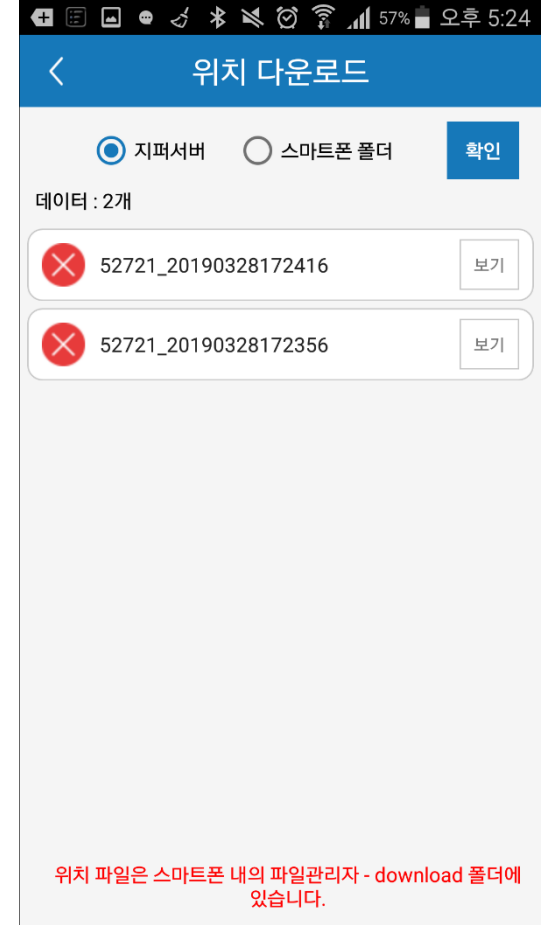 57% 오후 5:24
위치 다운로드
지퍼서버 스마트폰 폴더 확인
데이터 : 2개
52721_20190328172416 보기
52721_20190328172356 보기
위치 파일은 스마트폰 내의 파일관리자 - download 폴더에
있습니다.